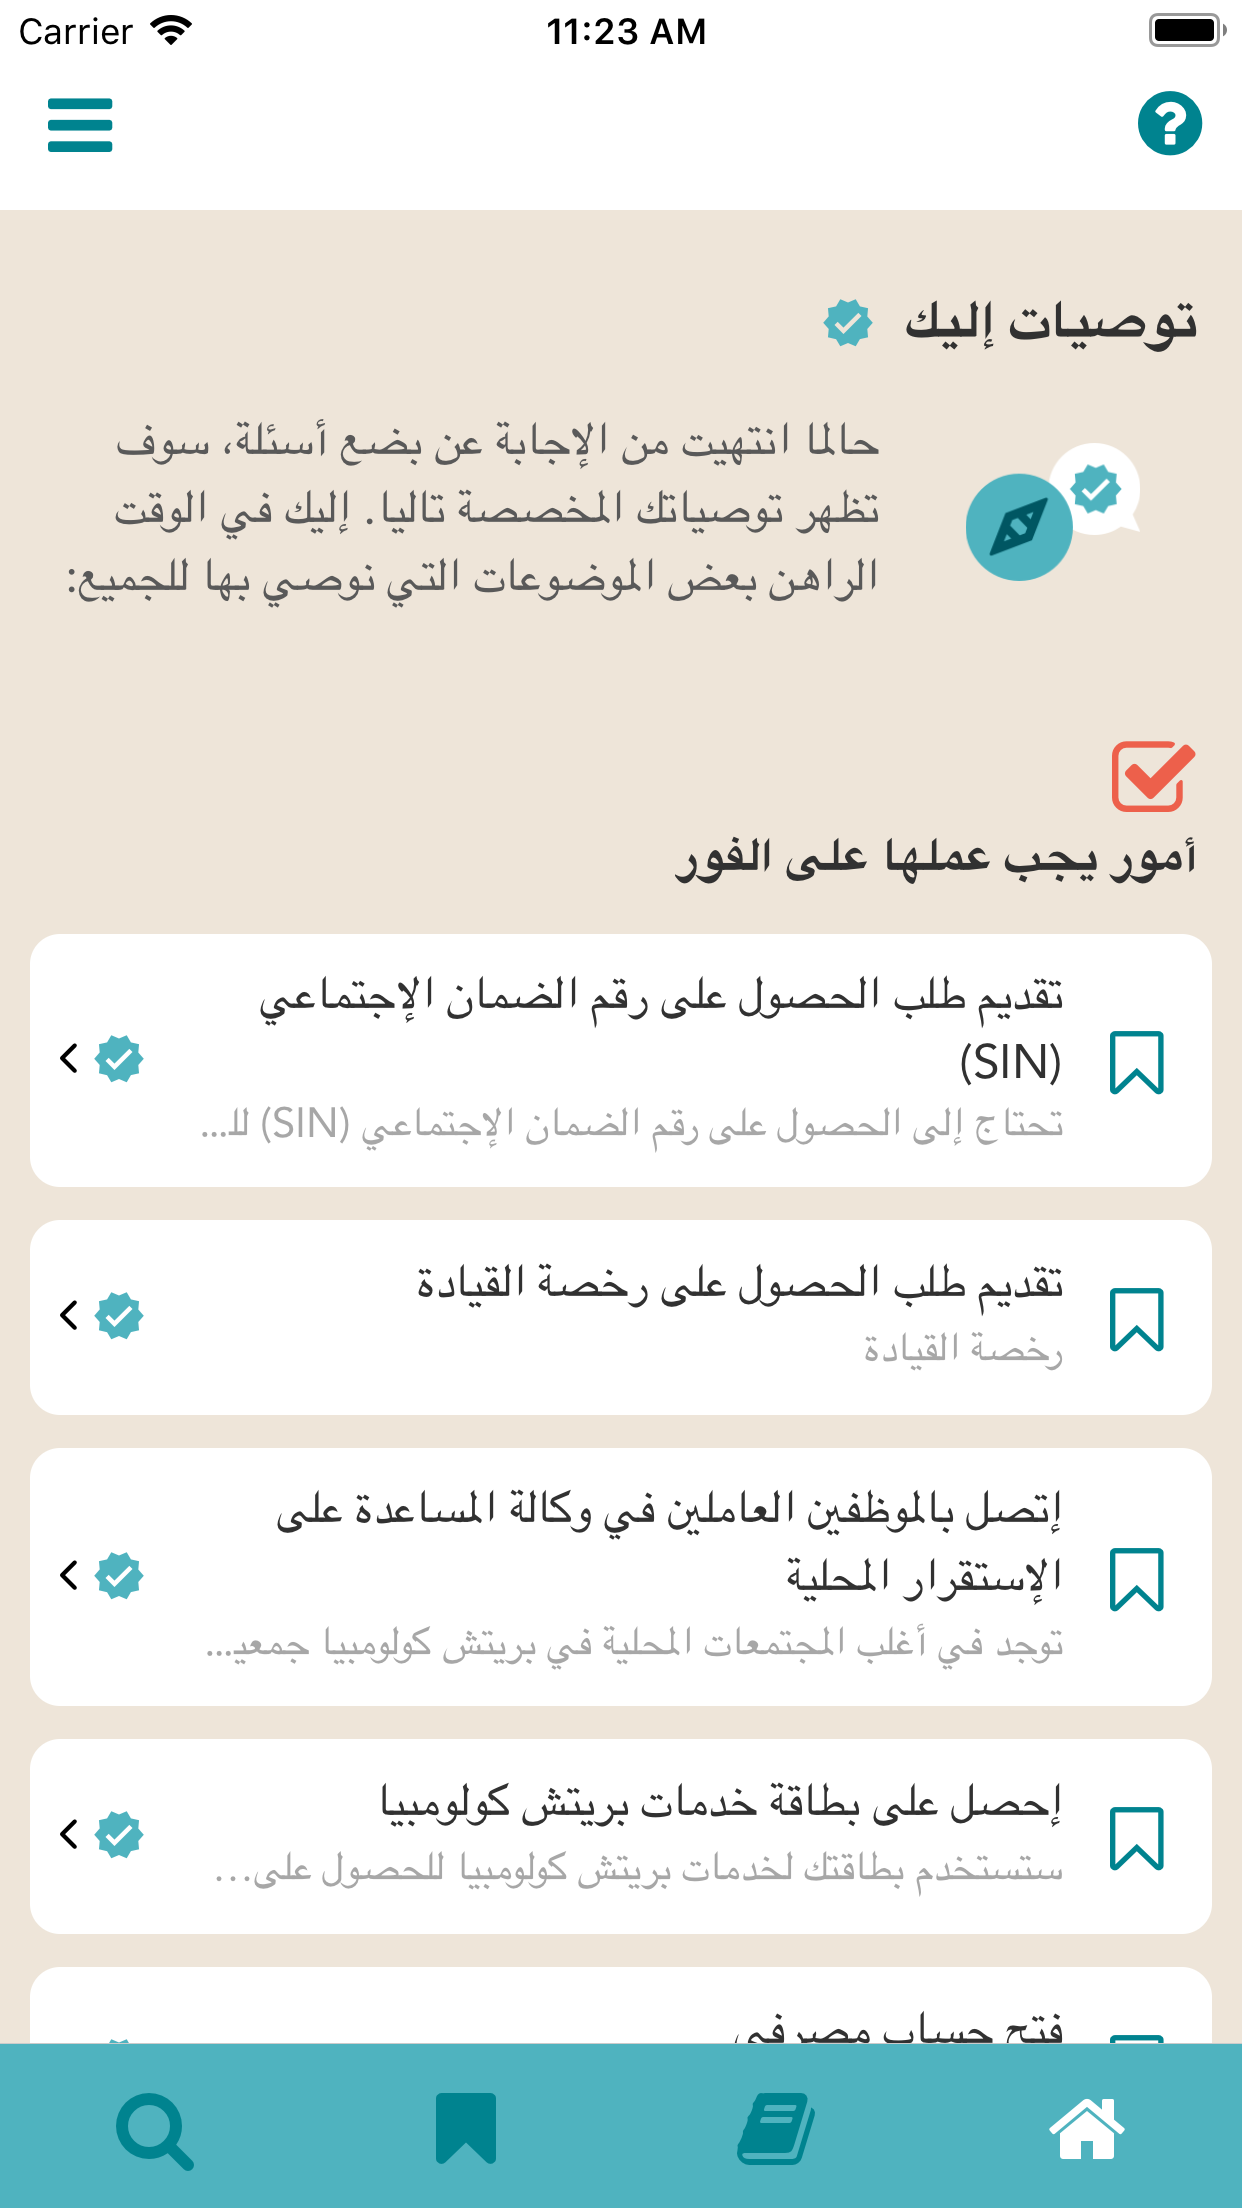 Carrier 11:23 AM
توصيات إليك
حالما انتهيت من الإجابة عن بضع أسئلة، سوف
تظهر توصياتك المخصصة تاليا. إليك في الوقت
الراهن بعض الموضوعات التي نوصي بها للجميع:
أمور يجب عملها على الفور
تقديم طلب الحصول على رقم الضمان الإجتماعي
(SIN)
تحتاج إلى الحصول على رقم الضمان الإجتماعي (SIN) للـ...
تقديم طلب الحصول على رخصة القيادة
رخصة القيادة
إتصل بالموظفين العاملين في وكالة المساعدة على
الإستقرار المحلية
توجد في أغلب المجتمعات المحلية في بريتش كولومبيا جمعيـ...
إحصل على بطاقة خدمات بريتش كولومبيا
ستستخدم بطاقتك لخدمات بريتش كولومبيا للحصول على...
فتح حساب مصرفي